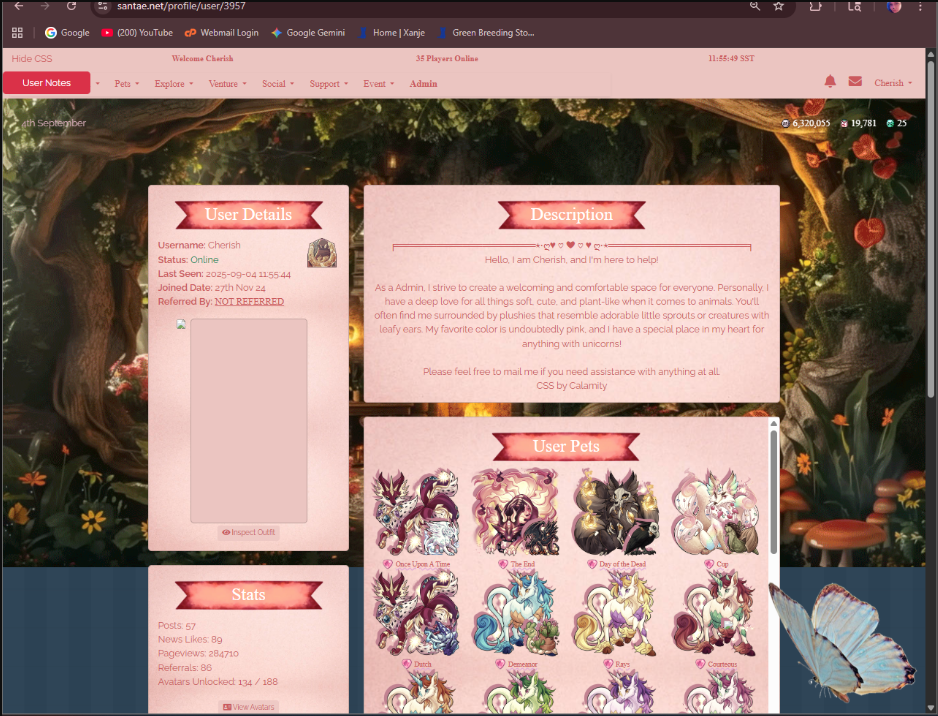 santae.net/profile/user/3957
Google
(200) YouTube
Webmail Login
Google Gemini
Home | Xanje
Green Breeding Sto...
Hide CSS
Welcome Cherish
35 Players Online
11:55:49 SST
User Notes
Pets
Explore
Venture
Social
Support
Event
Admin
Cherish
4th September
6,320,055
19,781
25
User Details
Username: Cherish
Status: Online
Last Seen: 2025-09-04 11:55:44
Joined Date: 27th Nov 24
Referred By: NOT REFERRED
Inspect Outfit
Stats
Posts: 57
News Likes: 89
Pageviews: 284710
Referrals: 86
Avatars Unlocked: 134 / 188
View Avatars
Description
Hello, I am Cherish, and I'm here to help!
As a Admin, I strive to create a welcoming and comfortable space for everyone. Personally, I
have a deep love for all things soft, cute, and plant-like when it comes to animals. You'll
often find me surrounded by plushies that resemble adorable little sprouts or creatures with
leafy ears. My favorite color is undoubtedly pink, and I have a special place in my heart for
anything with unicorns!
Please feel free to mail me if you need assistance with anything at all.
CSS by Calamity
User Pets
Once Upon A Time
The End
Day of the Dead
Cup
Dutch
Demeanor
Rays
Courteous